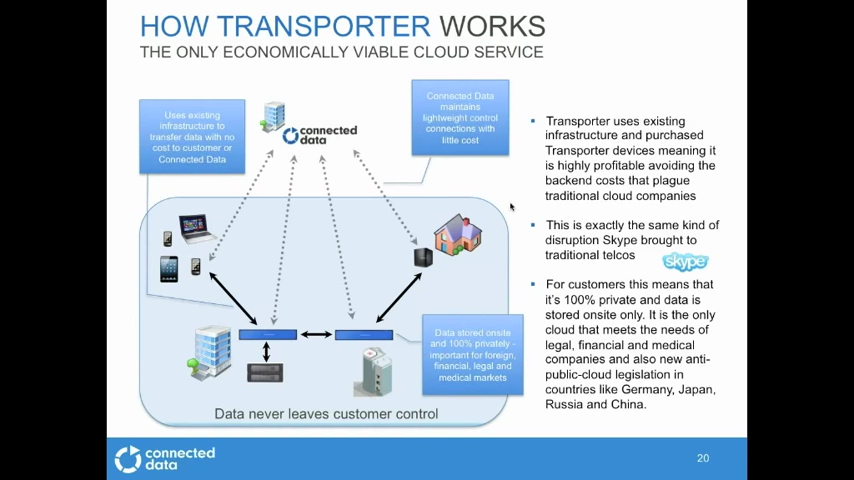 HOW TRANSPORTER WORKS
THE ONLY ECONOMICALLY VIABLE CLOUD SERVICE
Uses existing
infrastructure to
transfer data with no
cost to customer or
Connected Data
connected
data
Connected Data
maintains
lightweight control
connections with
little cost
Data stored onsite
and 100% privately -
important for foreign,
financial, legal and
medical markets
Data never leaves customer control
Transporter uses existing
infrastructure and purchased
Transporter devices meaning it
is highly profitable avoiding the
backend costs that plague
traditional cloud companies
This is exactly the same kind of
disruption Skype brought to
traditional telcos
skype
For customers this means that
it's 100% private and data is
stored onsite only. It is the only
cloud that meets the needs of
legal, financial and medical
companies and also new anti-
public-cloud legislation in
countries like Germany, Japan,
Russia and China.
connected
data
20